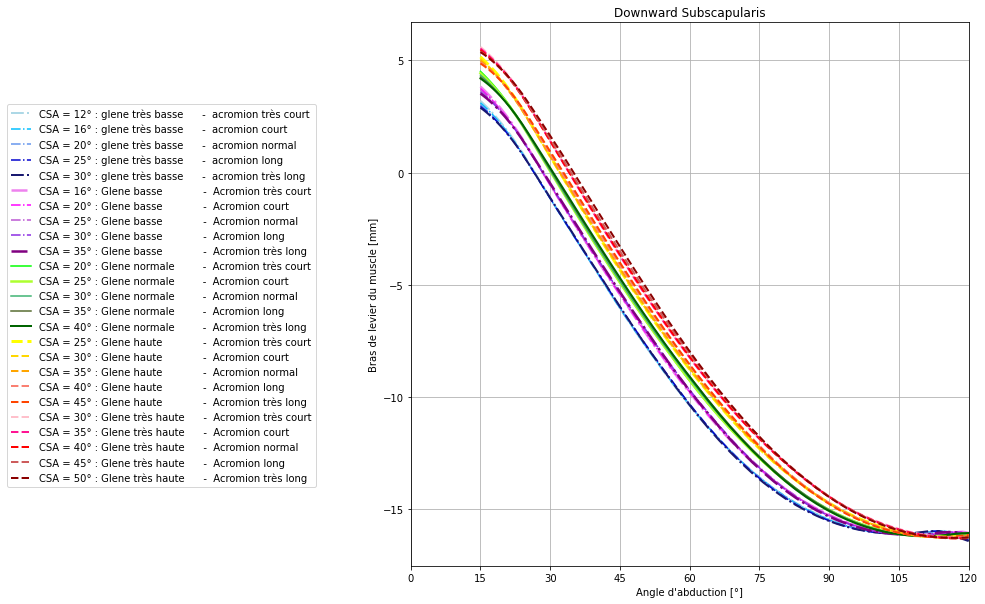 Downward Subscapularis
CSA = 12° : glene très basse - acromion très court
CSA = 16° : glene très basse - acromion court
CSA = 20° : glene très basse - acromion normal
CSA = 25° : glene très basse - acromion long
CSA = 30° : glene très basse - acromion très long
CSA = 16° : Glene basse - Acromion très court
CSA = 20° : Glene basse - Acromion court
CSA = 25° : Glene basse - Acromion normal
CSA = 30° : Glene basse - Acromion long
CSA = 35° : Glene basse - Acromion très long
CSA = 20° : Glene normale - Acromion très court
CSA = 25° : Glene normale - Acromion court
CSA = 30° : Glene normale - Acromion normal
CSA = 35° : Glene normale - Acromion long
CSA = 40° : Glene normale - Acromion très long
CSA = 25° : Glene haute - Acromion très court
CSA = 30° : Glene haute - Acromion court
CSA = 35° : Glene haute - Acromion normal
CSA = 40° : Glene haute - Acromion long
CSA = 45° : Glene haute - Acromion très long
CSA = 30° : Glene très haute - Acromion très court
CSA = 35° : Glene très haute - Acromion court
CSA = 40° : Glene très haute - Acromion normal
CSA = 45° : Glene très haute - Acromion long
CSA = 50° : Glene très haute - Acromion très long
Bras de levier du muscle [mm]
5
0
−5
−10
−15
0 15 30 45 60 75 90 105 120
Angle d'abduction [°]